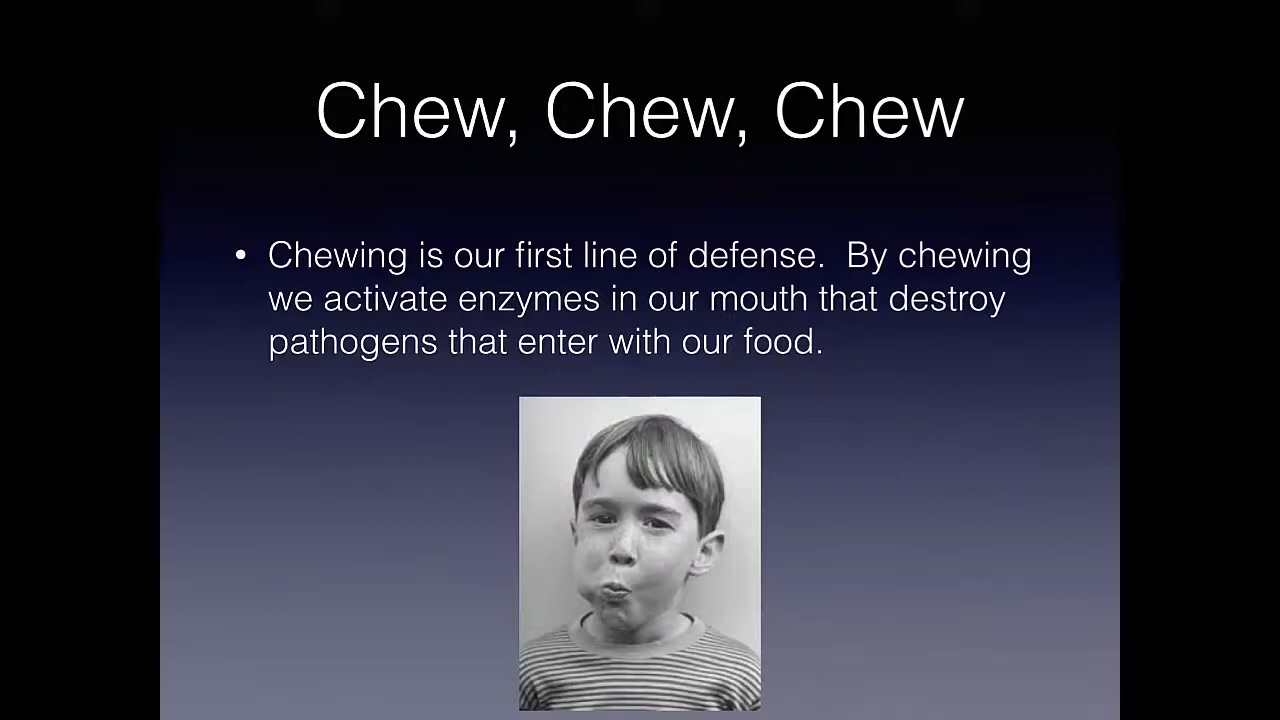 Chew, Chew, Chew
• Chewing is our first line of defense.  By chewing
we activate enzymes in our mouth that destroy
pathogens that enter with our food.